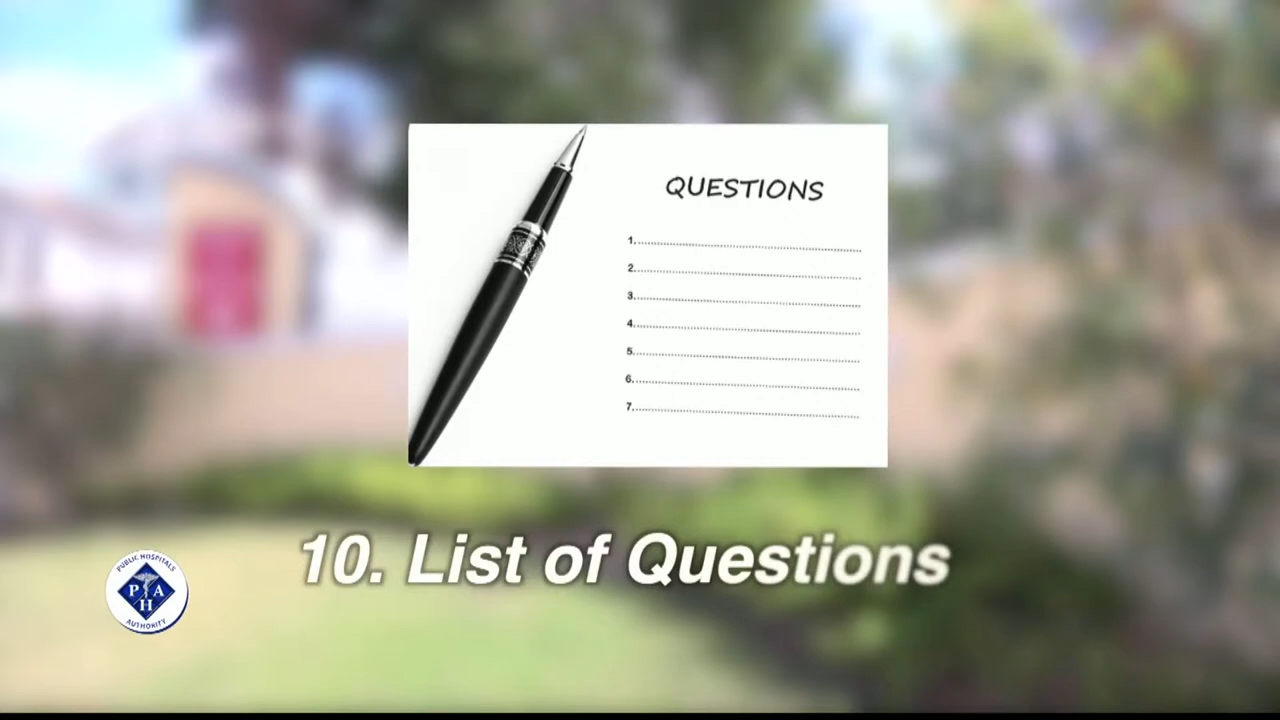 QUESTIONS
1.
2.
3.
4.
5.
6.
7.
10. List of Questions
PUBLIC HOSPITALS
P A
H
AUTHORITY